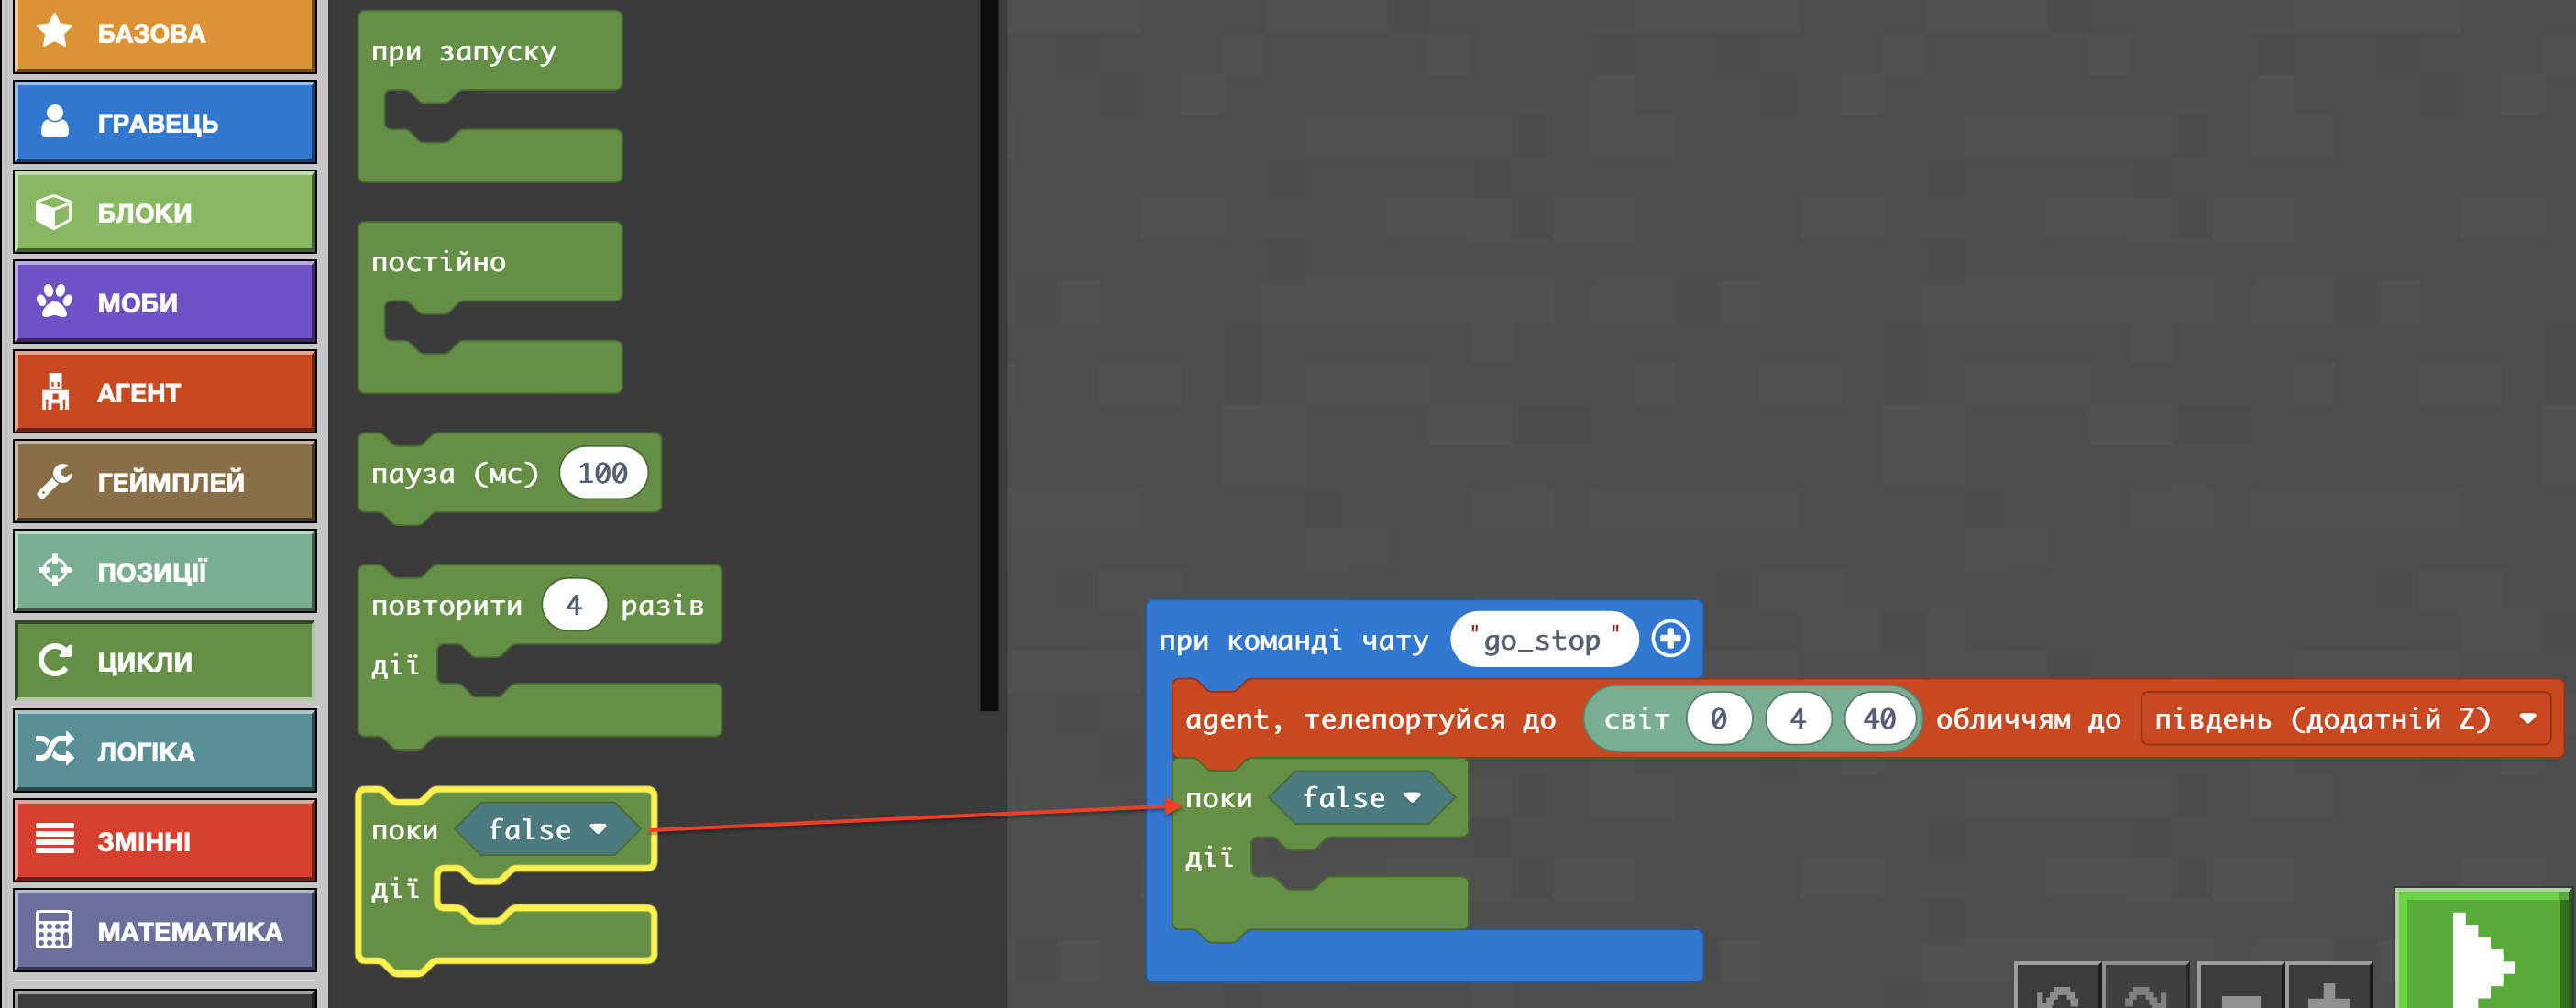 БАЗОВА
ГРАВЕЦЬ
БЛОКИ
МОБИ
АГЕНТ
ГЕЙМПЛЕЙ
ПОЗИЦІЇ
ЦИКЛИ
ЛОГІКА
ЗМІННІ
МАТЕМАТИКА
при запуску
постійно
пауза (мс) 100
повторити 4 разів
дії
поки false
дії
при команді чату "go_stop"
agent, телепортуйся до світ 0 4 40 обличчям до південь (додатній Z)
поки false
дії